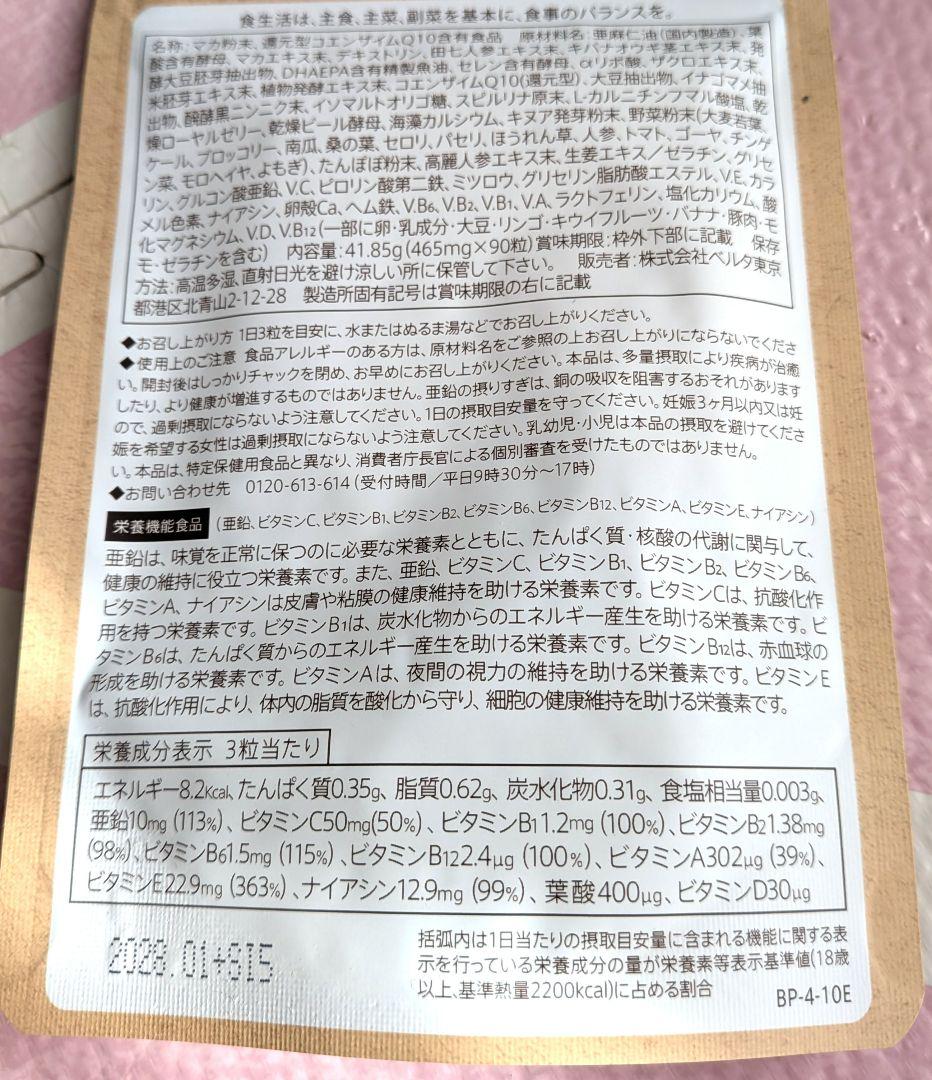 食生活は、主食、主菜、副菜を基本に、食事のバランスを。
名称：マカ粉末、還元型コエンザイムQ10含有食品　原材料名：亜麻仁油（国内製造）、葉
酸含有酵母、マカエキス末、デキストリン、田七人参エキス末、キバナオウギ茎エキス末、発
酵大豆胚芽抽出物、DHAEPA含有精製魚油、セレン含有酵母、αリポ酸、ザクロエキス末、
米胚芽エキス末、植物発酵エキス末、コエンザイムQ10（還元型）、大豆抽出物、イナゴマメ抽
出物、醗酵黒ニンニク末、イソマルトオリゴ糖、スピルリナ原末、L-カルニチンフマル酸塩、乾
燥ローヤルゼリー、乾燥ビール酵母、海藻カルシウム、キヌア発芽粉末、野菜粉末（大麦若葉、
ケール、ブロッコリー、南瓜、桑の葉、セロリ、パセリ、ほうれん草、人参、トマト、ゴーヤ、チンゲ
ン菜、モロヘイヤ、よもぎ）、たんぽぽ粉末、高麗人参エキス末、生姜エキス／ゼラチン、グリセ
リン、グルコン酸亜鉛、V.C、ピロリン酸第二鉄、ミツロウ、グリセリン脂肪酸エステル、V.E、カラ
メル色素、ナイアシン、卵殻Ca、ヘム鉄、V.B6、V.B2、V.B1、V.A、ラクトフェリン、塩化カリウム、酸
化マグネシウム、V.D、V.B12（一部に卵・乳成分・大豆・リンゴ・キウイフルーツ・バナナ・豚肉・モ
モ・ゼラチンを含む）　内容量：41.85g（465mg×90粒）賞味期限：枠外下部に記載　保存
方法：高温多湿、直射日光を避け涼しい所に保管して下さい。　販売者：株式会社ベルタ東京
都港区北青山2-12-28　製造所固有記号は賞味期限の右に記載
◆お召し上がり方 1日3粒を目安に、水またはぬるま湯などでお召し上がりください。
◆使用上のご注意 食品アレルギーのある方は、原材料名をご参照の上お召し上がりにならないでくださ
い。開封後はしっかりチャックを閉め、お早めにお召し上がりください。本品は、多量摂取により疾病が治癒
したり、より健康が増進するものではありません。亜鉛の摂りすぎは、銅の吸収を阻害するおそれがあります
ので、過剰摂取にならないよう注意してください。1日の摂取目安量を守ってください。妊娠3ヶ月以内又は妊
娠を希望する女性は過剰摂取にならないよう注意してください。乳幼児・小児は本品の摂取を避けてくださ
い。本品は、特定保健用食品と異なり、消費者庁長官による個別審査を受けたものではありません。
◆お問い合わせ先　0120-613-614（受付時間／平日9時30分～17時）
栄養機能食品（亜鉛、ビタミンC、ビタミンB1、ビタミンB2、ビタミンB6、ビタミンB12、ビタミンA、ビタミンE、ナイアシン）
亜鉛は、味覚を正常に保つのに必要な栄養素とともに、たんぱく質・核酸の代謝に関与して、
健康の維持に役立つ栄養素です。また、亜鉛、ビタミンC、ビタミンB1、ビタミンB2、ビタミンB6、
ビタミンA、ナイアシンは皮膚や粘膜の健康維持を助ける栄養素です。ビタミンCは、抗酸化作
用を持つ栄養素です。ビタミンB1は、炭水化物からのエネルギー産生を助ける栄養素です。ビ
タミンB6は、たんぱく質からのエネルギー産生を助ける栄養素です。ビタミンB12は、赤血球の
形成を助ける栄養素です。ビタミンAは、夜間の視力の維持を助ける栄養素です。ビタミンE
は、抗酸化作用により、体内の脂質を酸化から守り、細胞の健康維持を助ける栄養素です。
栄養成分表示 3粒当たり
エネルギー8.2kcal、たんぱく質0.35g、脂質0.62g、炭水化物0.31g、食塩相当量0.003g、
亜鉛10mg（113%）、ビタミンC50mg（50%）、ビタミンB1 1.2mg（100%）、ビタミンB2 1.38mg
（98%）、ビタミンB6 1.5mg（115%）、ビタミンB12 2.4μg（100%）、ビタミンA302μg（39%）、
ビタミンE22.9mg（363%）、ナイアシン12.9mg（99%）、葉酸400μg、ビタミンD30μg
2028.01+SI5
括弧内は1日当たりの摂取目安量に含まれる機能に関する表
示を行っている栄養成分の量が栄養素等表示基準値（18歳
以上、基準熱量2200kcal）に占める割合
BP-4-10E